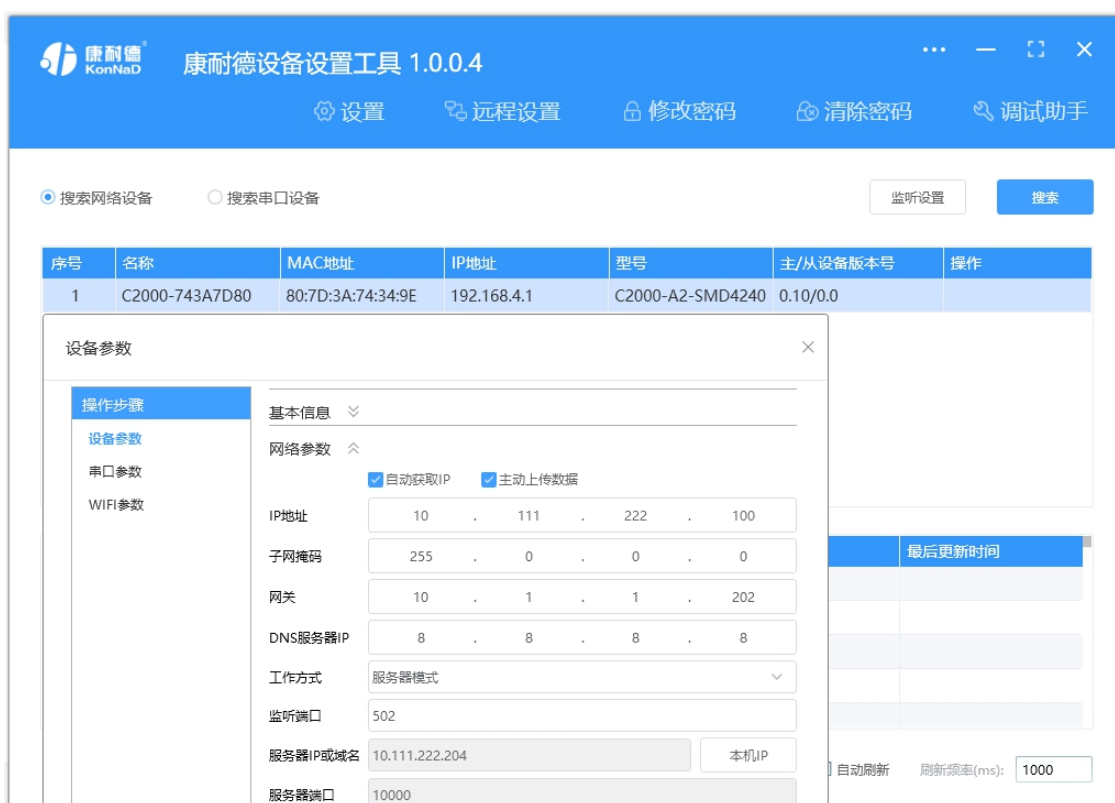 康耐德®
KonNaD
康耐德设备设置工具 1.0.0.4
设置 远程设置 修改密码 清除密码 调试助手
搜索网络设备 搜索串口设备 监听设置 搜索
序号 名称 MAC地址 IP地址 型号 主/从设备版本号 操作
1 C2000-743A7D80 80:7D:3A:74:34:9E 192.168.4.1 C2000-A2-SMD4240 0.10/0.0
设备参数
操作步骤
设备参数
串口参数
WIFI参数
基本信息
网络参数
自动获取IP 主动上传数据
IP地址 10 . 111 . 222 . 100
子网掩码 255 . 0 . 0 . 0
网关 10 . 1 . 1 . 202
DNS服务器IP 8 . 8 . 8 . 8
工作方式 服务器模式
监听端口 502
服务器IP或域名 10.111.222.204 本机IP
服务器端口 10000
最后更新时间
自动刷新 刷新频率(ms): 1000